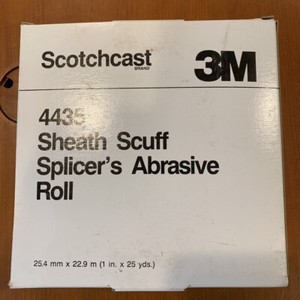 Scotchcast 3M
BRAND
4435
Sheath Scuff
Splicer's Abrasive
Roll
25.4 mm x 22.9 m (1 in. x 25 yds.)